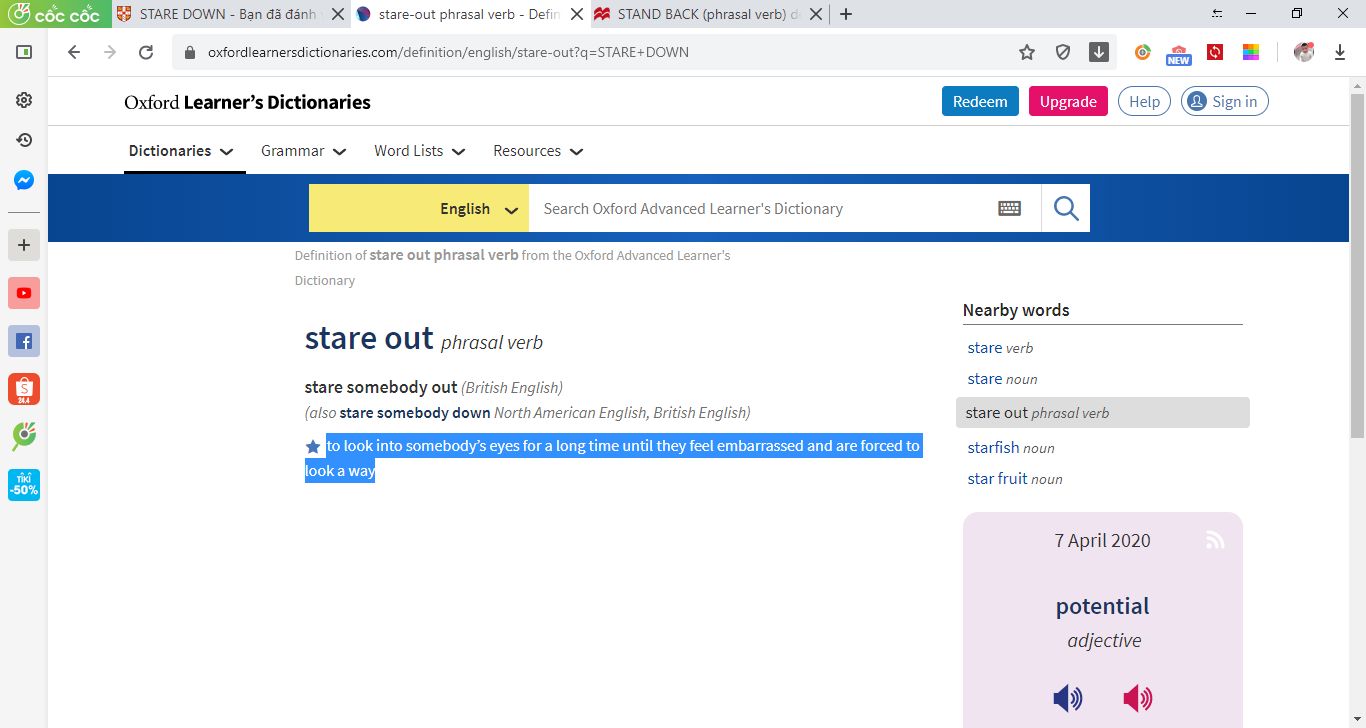 cốc cốc
STARE DOWN - Bạn đã đánh
stare-out phrasal verb - Defin
STAND BACK (phrasal verb) d
oxfordlearnersdictionaries.com/definition/english/stare-out?q=STARE+DOWN
NEW
Oxford Learner's Dictionaries
Redeem
Upgrade
Help
Sign in
Dictionaries
Grammar
Word Lists
Resources
English
Search Oxford Advanced Learner's Dictionary
Definition of stare out phrasal verb from the Oxford Advanced Learner's
Dictionary
stare out phrasal verb
stare somebody out (British English)
(also stare somebody down North American English, British English)
to look into somebody's eyes for a long time until they feel embarrassed and are forced to
look a way
Nearby words
stare verb
stare noun
stare out phrasal verb
starfish noun
star fruit noun
7 April 2020
potential
adjective
S
24.4
TIKI
-50%